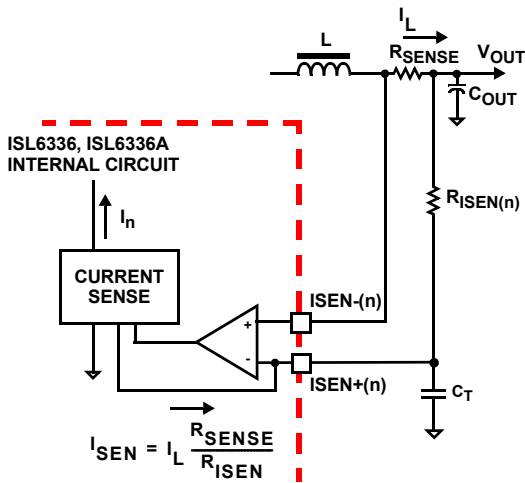 I_L
L
R_SENSE
V_OUT
C_OUT
ISL6336, ISL6336A
INTERNAL CIRCUIT
R_ISEN(n)
I_n
CURRENT
SENSE
ISEN-(n)
+
-
ISEN+(n)
C_T
I_SEN = I_L R_SENSE / R_ISEN